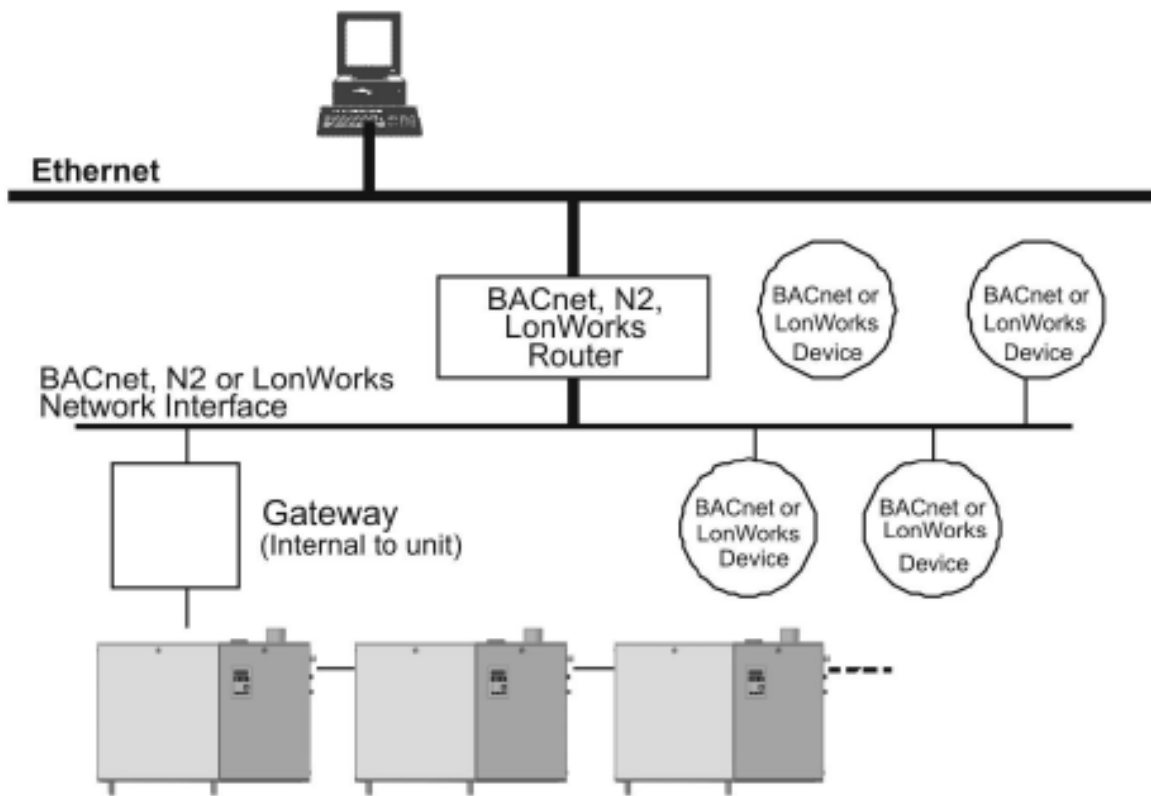 Ethernet
BACnet, N2,
LonWorks
Router
BACnet or
LonWorks
Device
BACnet or
LonWorks
Device
BACnet, N2 or LonWorks
Network Interface
Gateway
(Internal to unit)
BACnet or
LonWorks
Device
BACnet or
LonWorks
Device